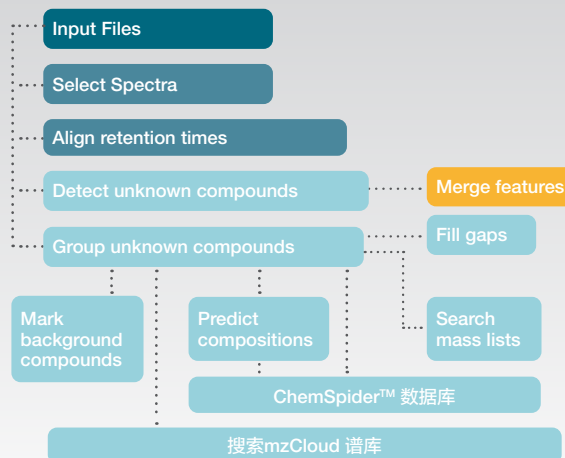 Input Files
Select Spectra
Align retention times
Detect unknown compounds
Merge features
Group unknown compounds
Fill gaps
Mark
background
compounds
Predict
compositions
Search
mass lists
ChemSpider™ 数据库
搜索mzCloud 谱库